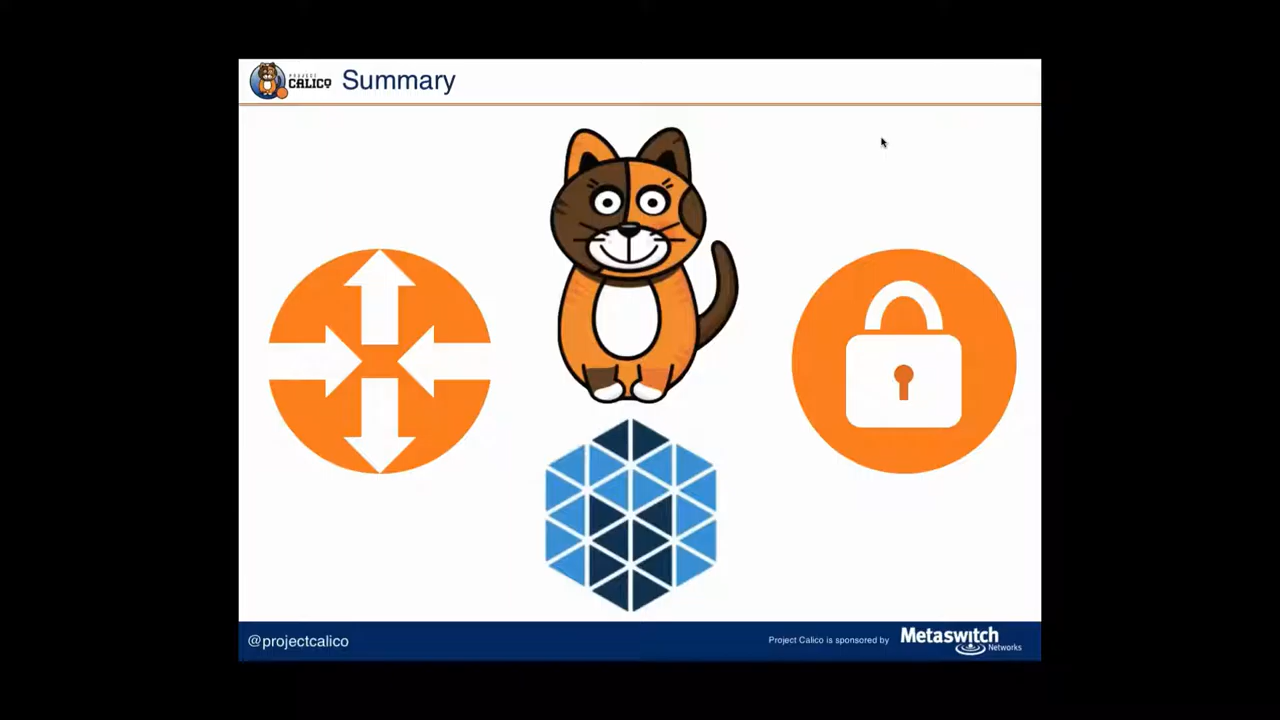 PROJECT
CALICO
Summary
@projectcalico
Project Calico is sponsored by
Metaswitch
Networks